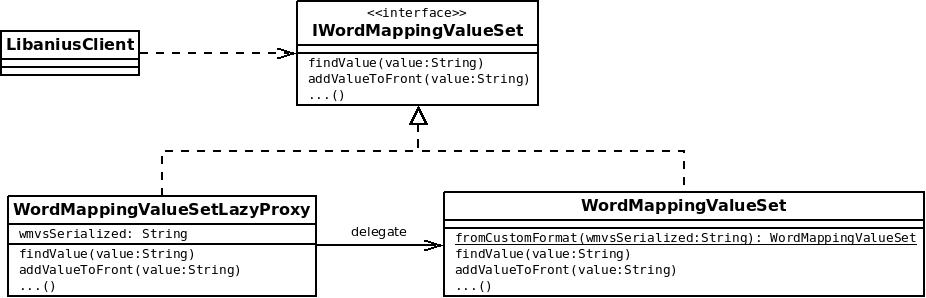 <<interface>>
IWordMappingValueSet
findValue(value:String)
addValueToFront(value:String)
...()
LibaniusClient
WordMappingValueSetLazyProxy
wmvsSerialized: String
findValue(value:String)
addValueToFront(value:String)
...()
delegate
WordMappingValueSet
fromCustomFormat(wmvsSerialized:String): WordMappingValueSet
findValue(value:String)
addValueToFront(value:String)
...()